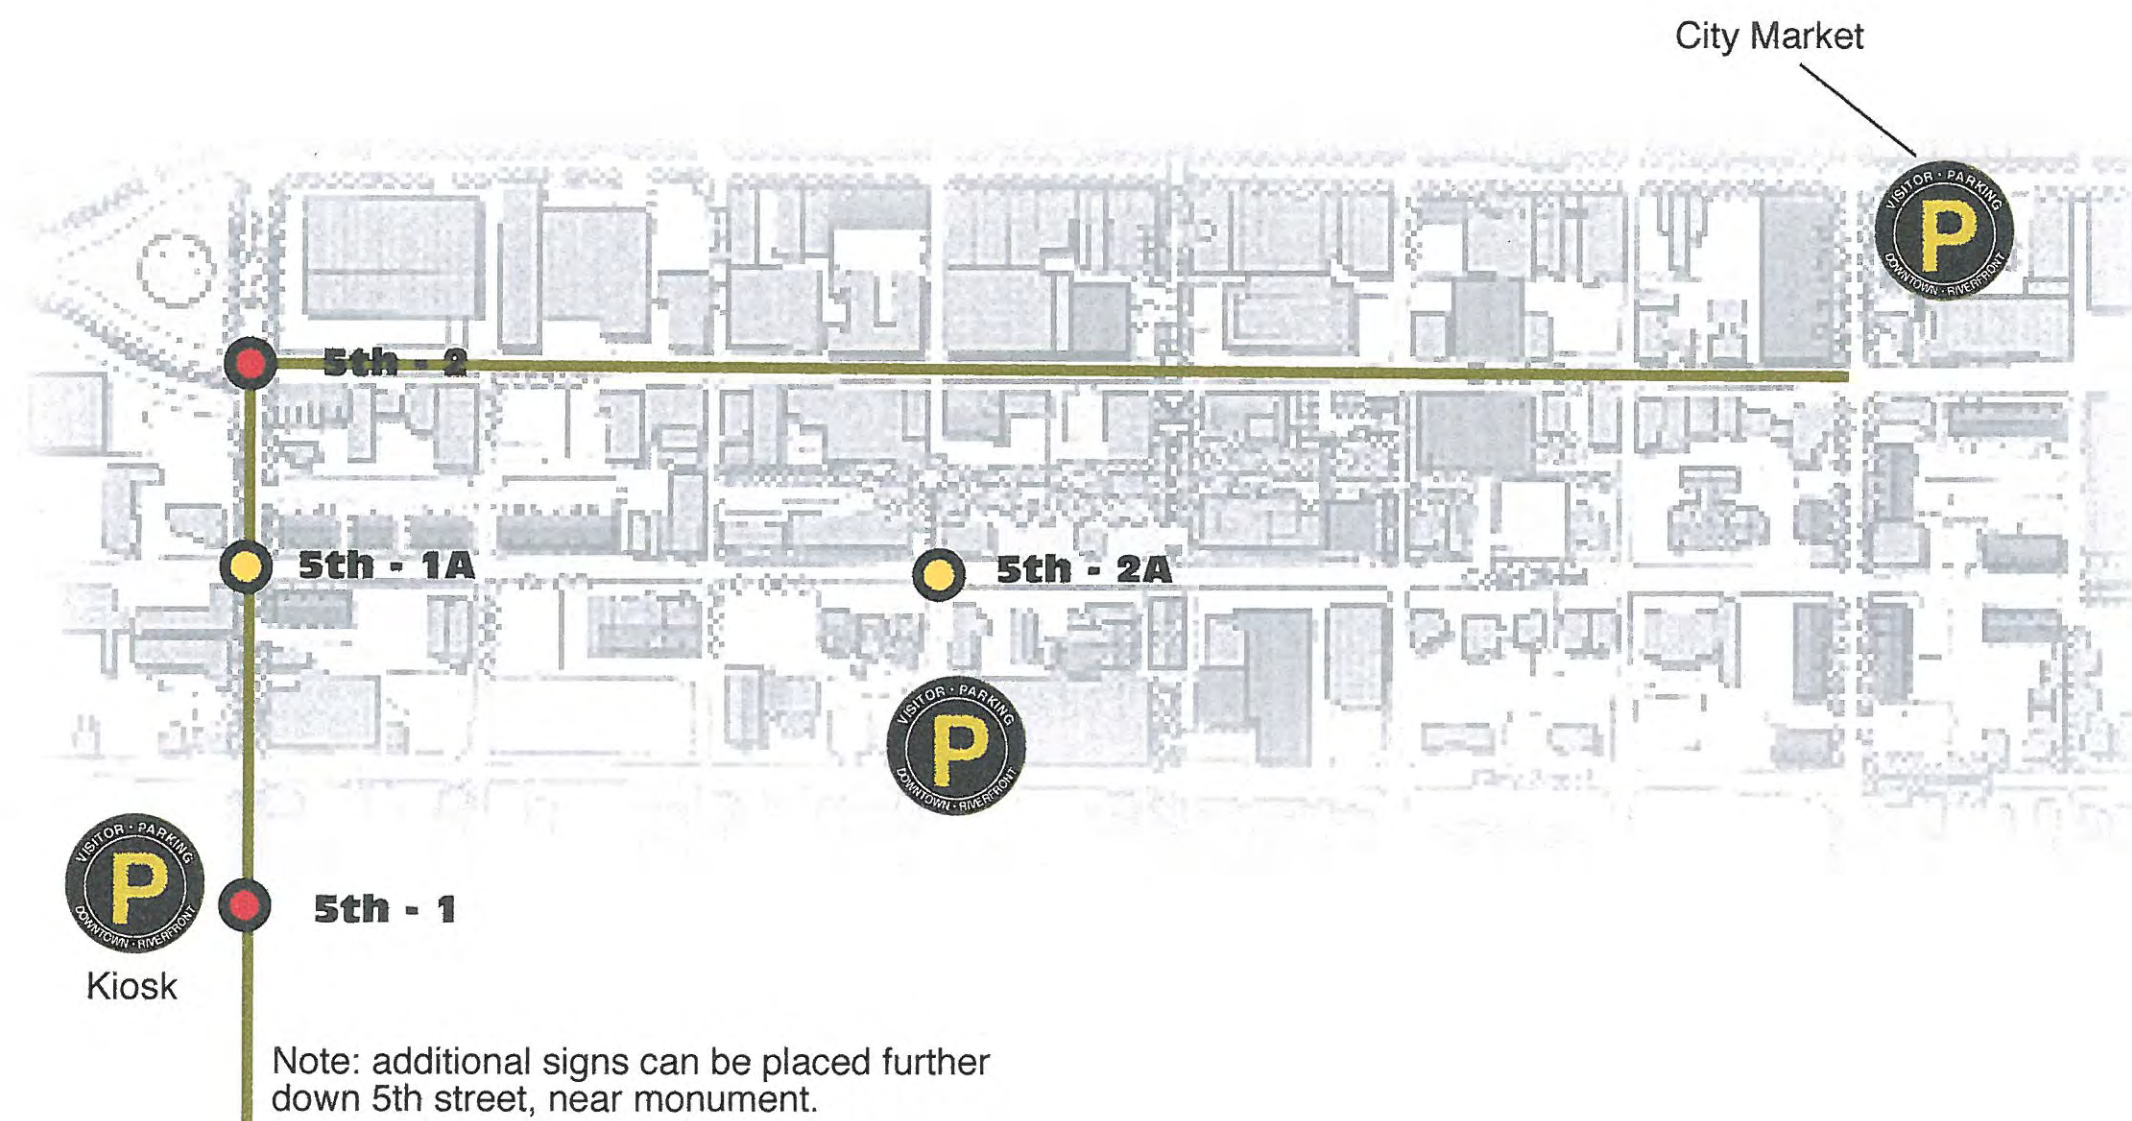 City Market
VISITOR · PARKING
P
DOWNTOWN · RIVERFRONT
5th - 2
5th - 1A
5th - 2A
VISITOR · PARKING
P
DOWNTOWN · RIVERFRONT
VISITOR · PARKING
P
DOWNTOWN · RIVERFRONT
5th - 1
Kiosk
Note: additional signs can be placed further
down 5th street, near monument.